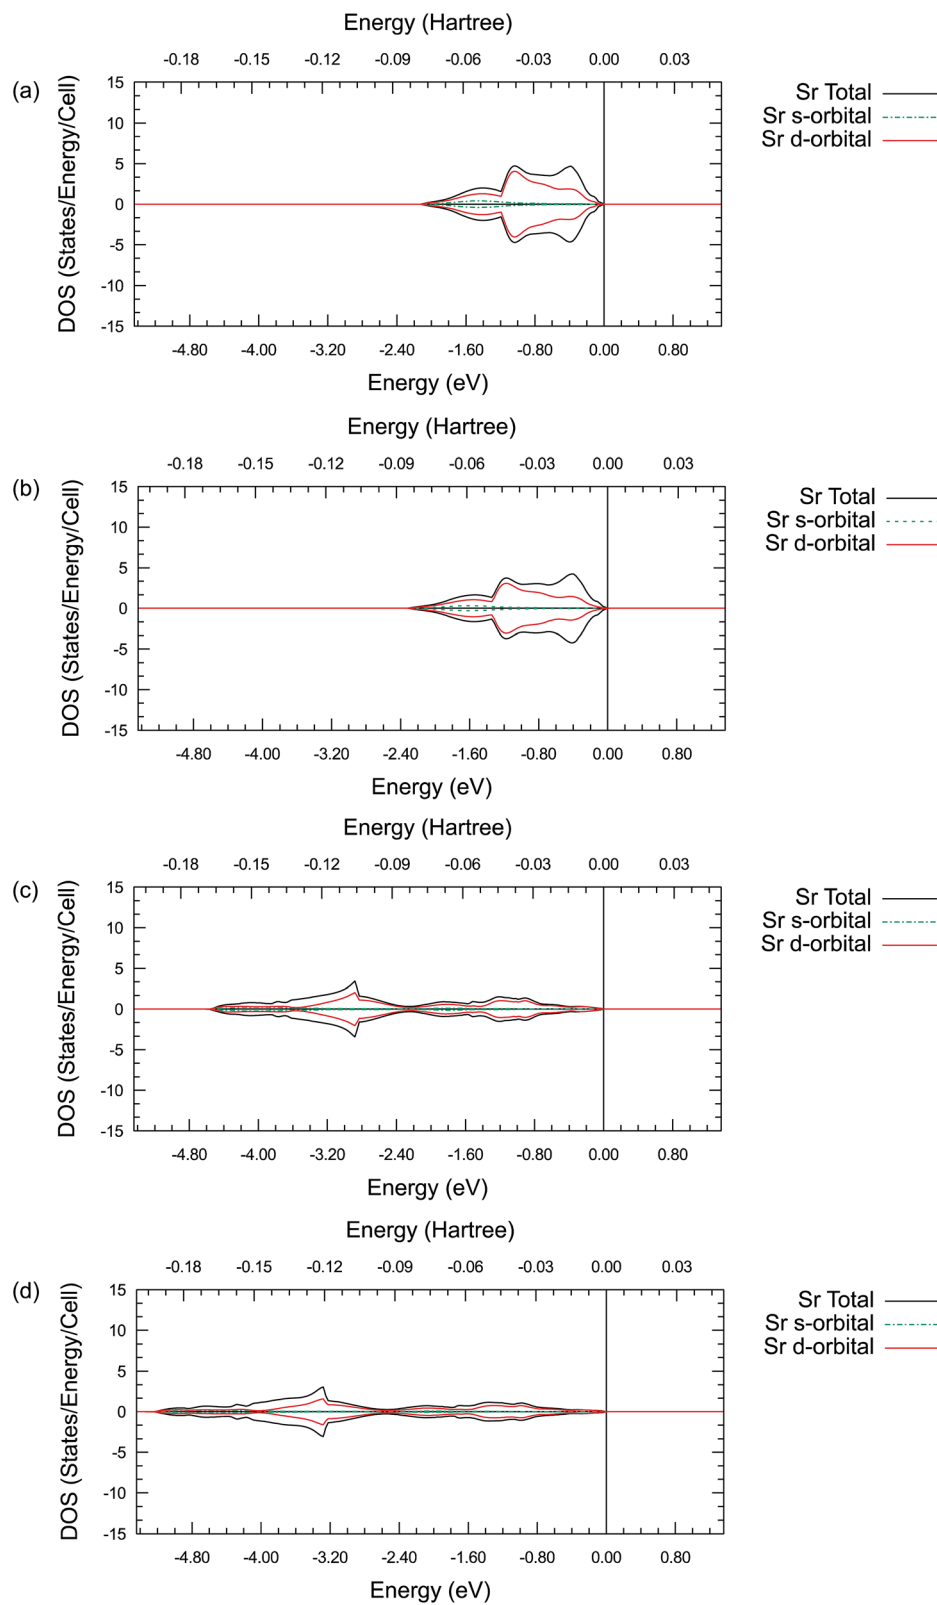 Energy (Hartree)
-0.18 -0.15 -0.12 -0.09 -0.06 -0.03 0.00 0.03
(a)
DOS (States/Energy/Cell)
15
10
5
0
-5
-10
-15
Sr Total
Sr s-orbital
Sr d-orbital
-4.80 -4.00 -3.20 -2.40 -1.60 -0.80 0.00 0.80
Energy (eV)
Energy (Hartree)
-0.18 -0.15 -0.12 -0.09 -0.06 -0.03 0.00 0.03
(b)
DOS (States/Energy/Cell)
15
10
5
0
-5
-10
-15
Sr Total
Sr s-orbital
Sr d-orbital
-4.80 -4.00 -3.20 -2.40 -1.60 -0.80 0.00 0.80
Energy (eV)
Energy (Hartree)
-0.18 -0.15 -0.12 -0.09 -0.06 -0.03 0.00 0.03
(c)
DOS (States/Energy/Cell)
15
10
5
0
-5
-10
-15
Sr Total
Sr s-orbital
Sr d-orbital
-4.80 -4.00 -3.20 -2.40 -1.60 -0.80 0.00 0.80
Energy (eV)
Energy (Hartree)
-0.18 -0.15 -0.12 -0.09 -0.06 -0.03 0.00 0.03
(d)
DOS (States/Energy/Cell)
15
10
5
0
-5
-10
-15
Sr Total
Sr s-orbital
Sr d-orbital
-4.80 -4.00 -3.20 -2.40 -1.60 -0.80 0.00 0.80
Energy (eV)